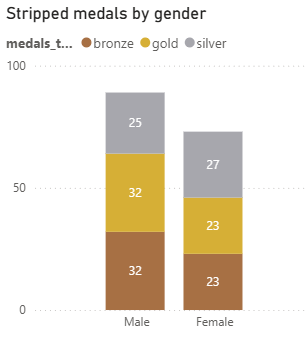 Stripped medals by gender
medals_t... bronze gold silver
100
25 27
50
32 23
32 23
0
Male Female